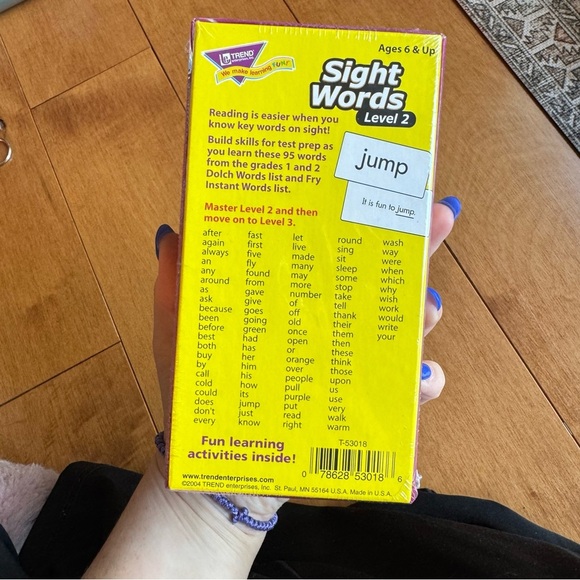 Ages 6 & Up
TREND
enterprises, Inc.
We make learning FUN!
Sight
Words
Level 2
Reading is easier when you
know key words on sight!
Build skills for test prep as
you learn these 95 words
from the grades 1 and 2
Dolch Words list and Fry
Instant Words list.
jump
It is fun to jump.
Master Level 2 and then
move on to Level 3.
after
again
always
an
any
around
as
ask
because
been
before
best
both
buy
by
call
cold
could
does
don't
every
fast
first
five
fly
found
from
gave
give
goes
going
green
had
has
her
him
his
how
its
jump
just
know
let
live
made
many
may
more
number
of
off
old
once
open
or
orange
over
people
pull
purple
put
read
right
round
sing
sit
sleep
some
stop
take
tell
thank
their
them
then
these
think
those
upon
us
use
very
walk
warm
wash
way
were
when
which
why
wish
work
would
write
your
Fun learning
activities inside!
T-53018
0 78628 53018 6
www.trendenterprises.com
©2004 TREND enterprises, Inc. St. Paul, MN 55164 U.S.A. Made in U.S.A.